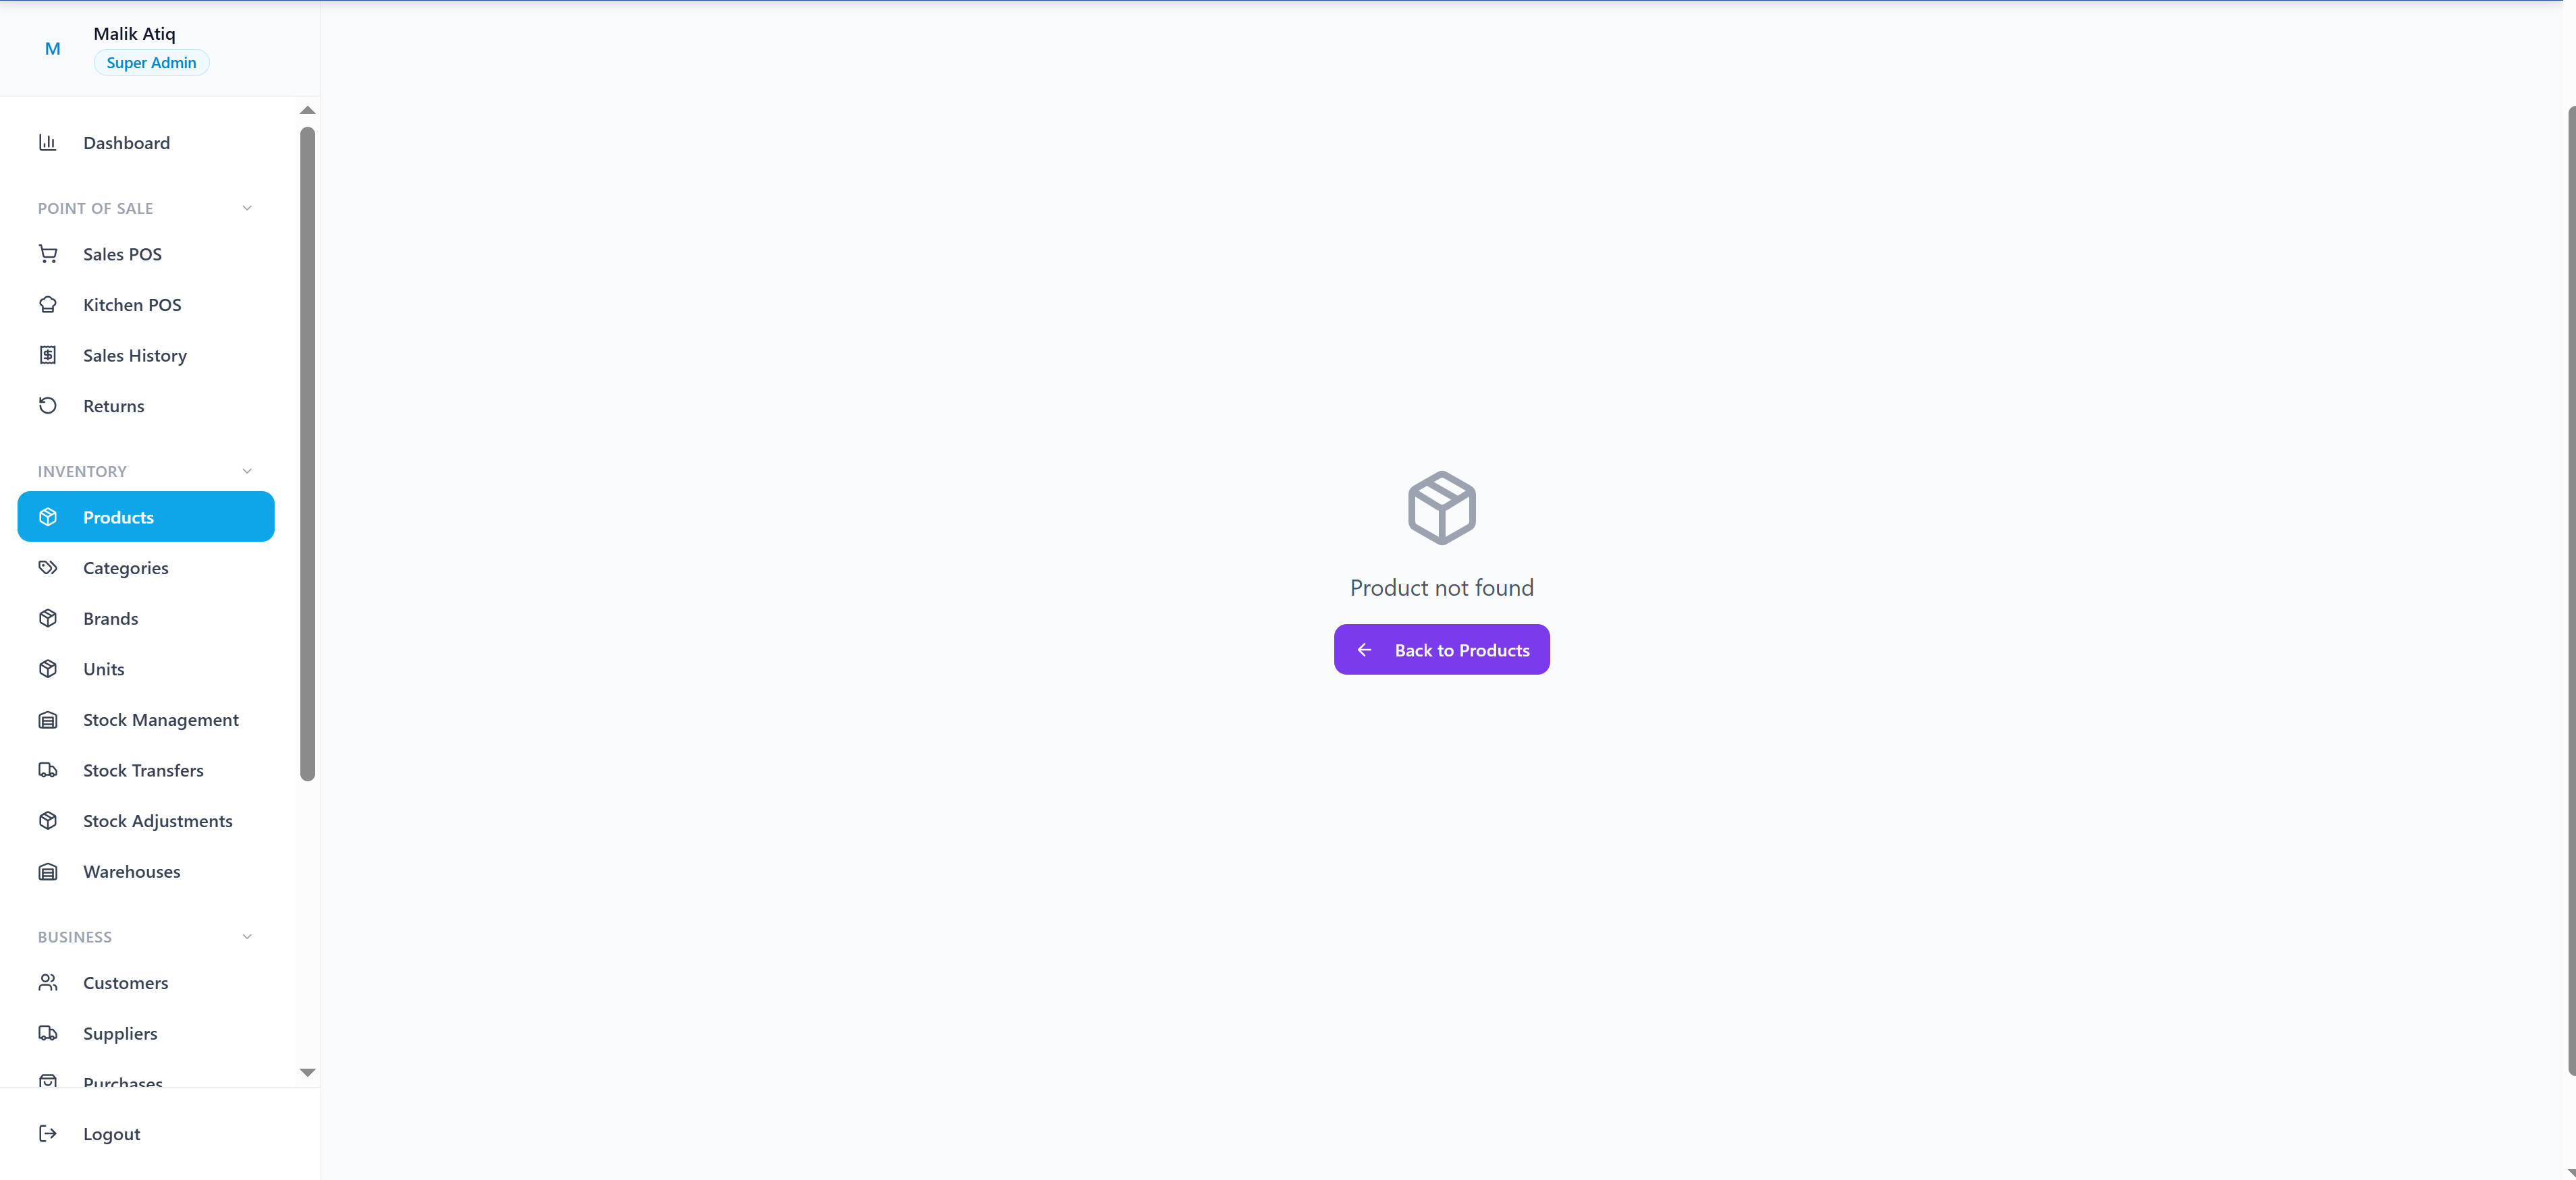 M
Malik Atiq
Super Admin
Dashboard
POINT OF SALE
Sales POS
Kitchen POS
Sales History
Returns
INVENTORY
Products
Categories
Brands
Units
Stock Management
Stock Transfers
Stock Adjustments
Warehouses
BUSINESS
Customers
Suppliers
Purchases
Logout
Product not found
Back to Products